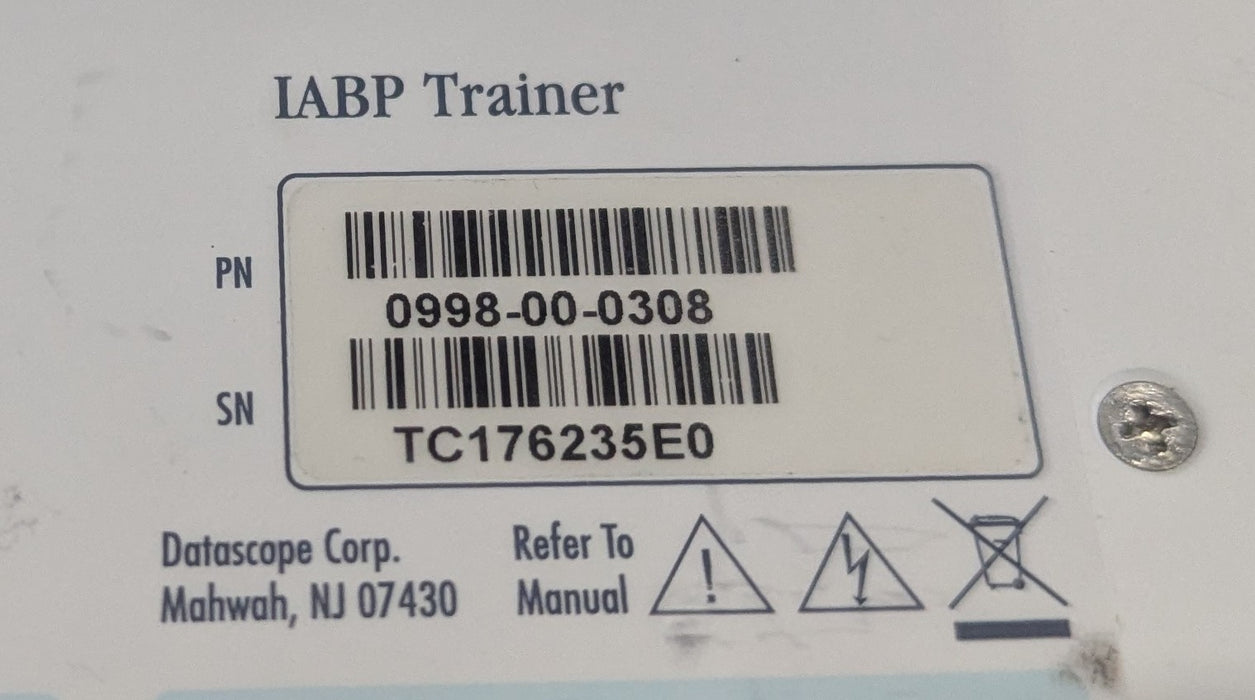 IABP Trainer
PN
0998-00-0308
SN
TC176235E0
Datascope Corp.
Mahwah, NJ 07430
Refer To
Manual